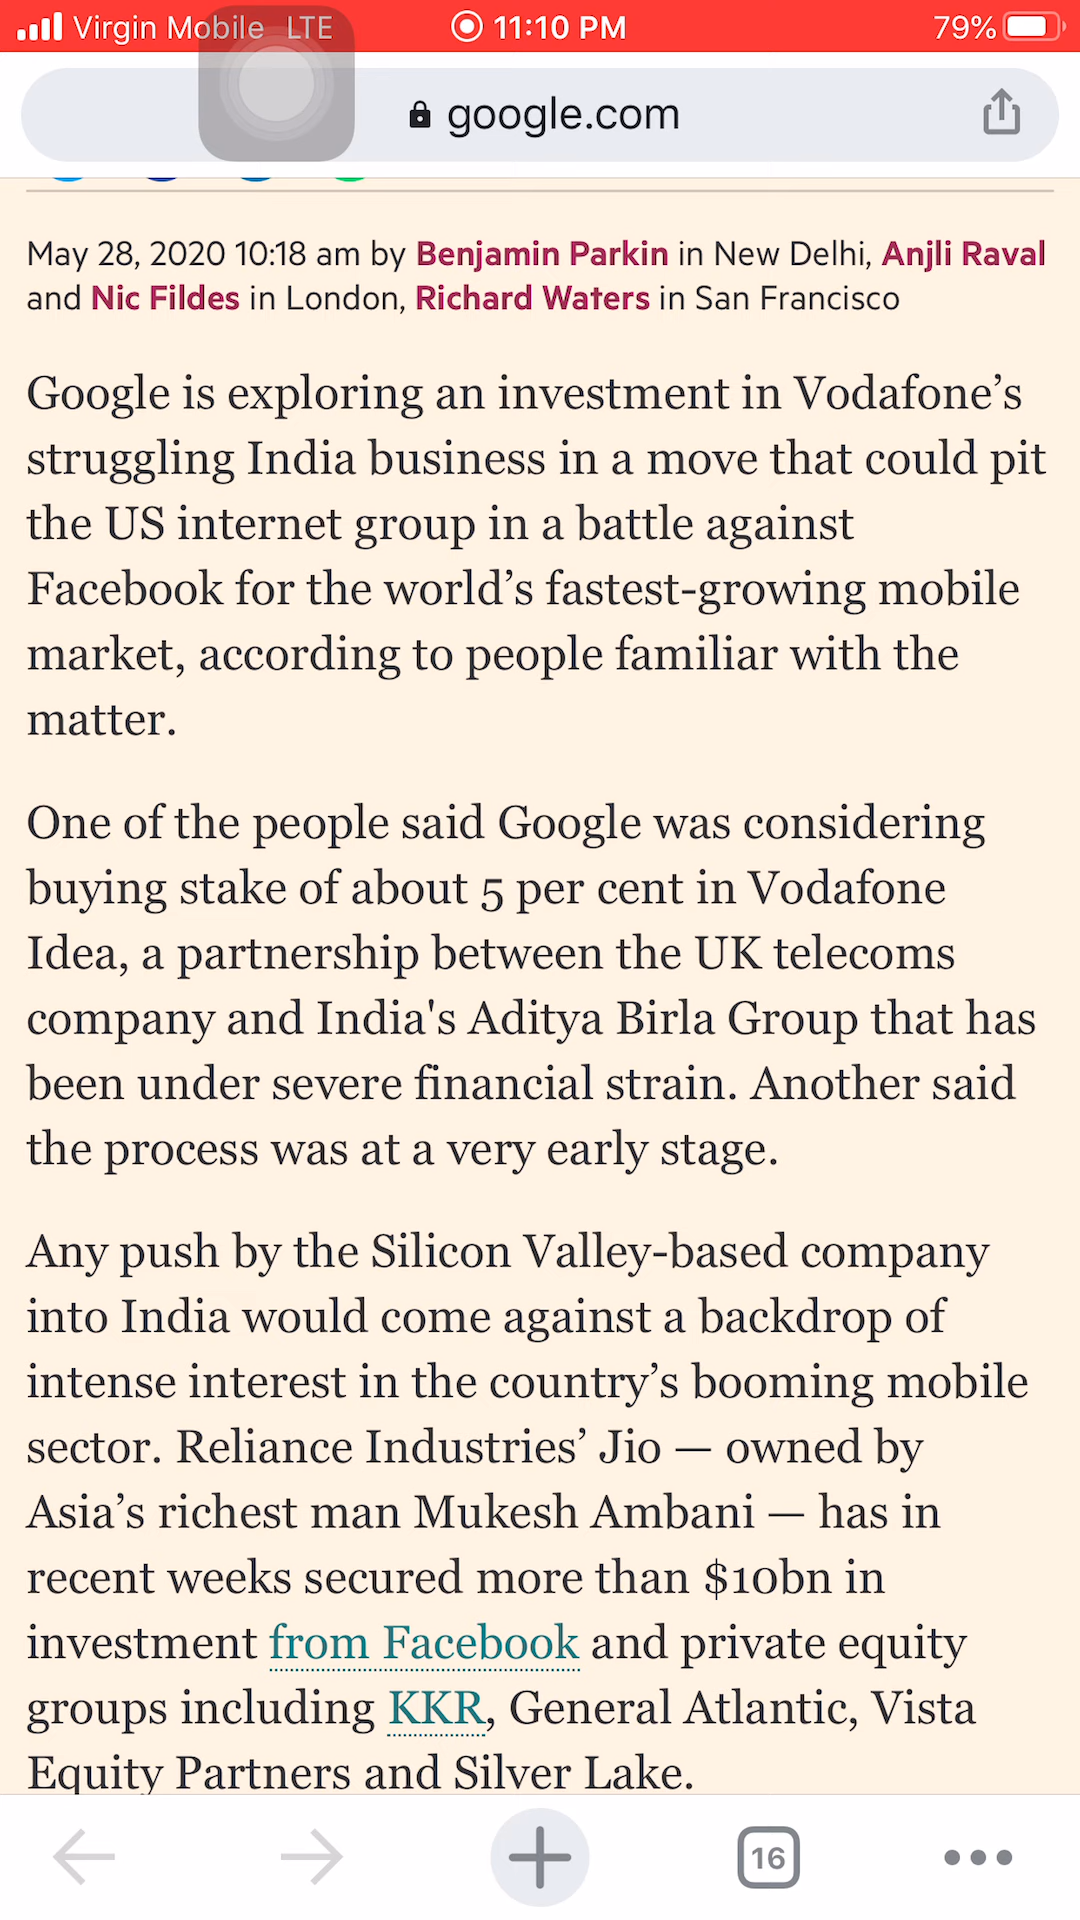 Virgin Mobile LTE 11:10 PM 79%
google.com
May 28, 2020 10:18 am by Benjamin Parkin in New Delhi, Anjli Raval
and Nic Fildes in London, Richard Waters in San Francisco
Google is exploring an investment in Vodafone’s
struggling India business in a move that could pit
the US internet group in a battle against
Facebook for the world’s fastest-growing mobile
market, according to people familiar with the
matter.
One of the people said Google was considering
buying stake of about 5 per cent in Vodafone
Idea, a partnership between the UK telecoms
company and India's Aditya Birla Group that has
been under severe financial strain. Another said
the process was at a very early stage.
Any push by the Silicon Valley-based company
into India would come against a backdrop of
intense interest in the country’s booming mobile
sector. Reliance Industries’ Jio — owned by
Asia’s richest man Mukesh Ambani — has in
recent weeks secured more than $10bn in
investment from Facebook and private equity
groups including KKR, General Atlantic, Vista
Equity Partners and Silver Lake.
16